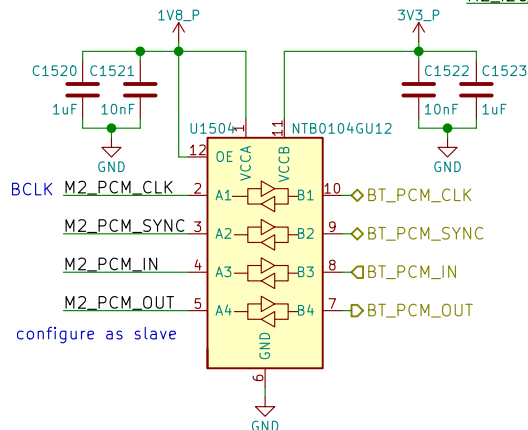 1V8_P
3V3_P
C1520
C1521
C1522
C1523
1uF
10nF
10nF
1uF
GND
GND
U1504
NTB0104GU12
1
11
12
OE
VCCA
VCCB
BCLK
M2_PCM_CLK
2
A1
B1
10
BT_PCM_CLK
M2_PCM_SYNC
3
A2
B2
9
BT_PCM_SYNC
M2_PCM_IN
4
A3
B3
8
BT_PCM_IN
M2_PCM_OUT
5
A4
B4
7
BT_PCM_OUT
configure as slave
GND
6
GND